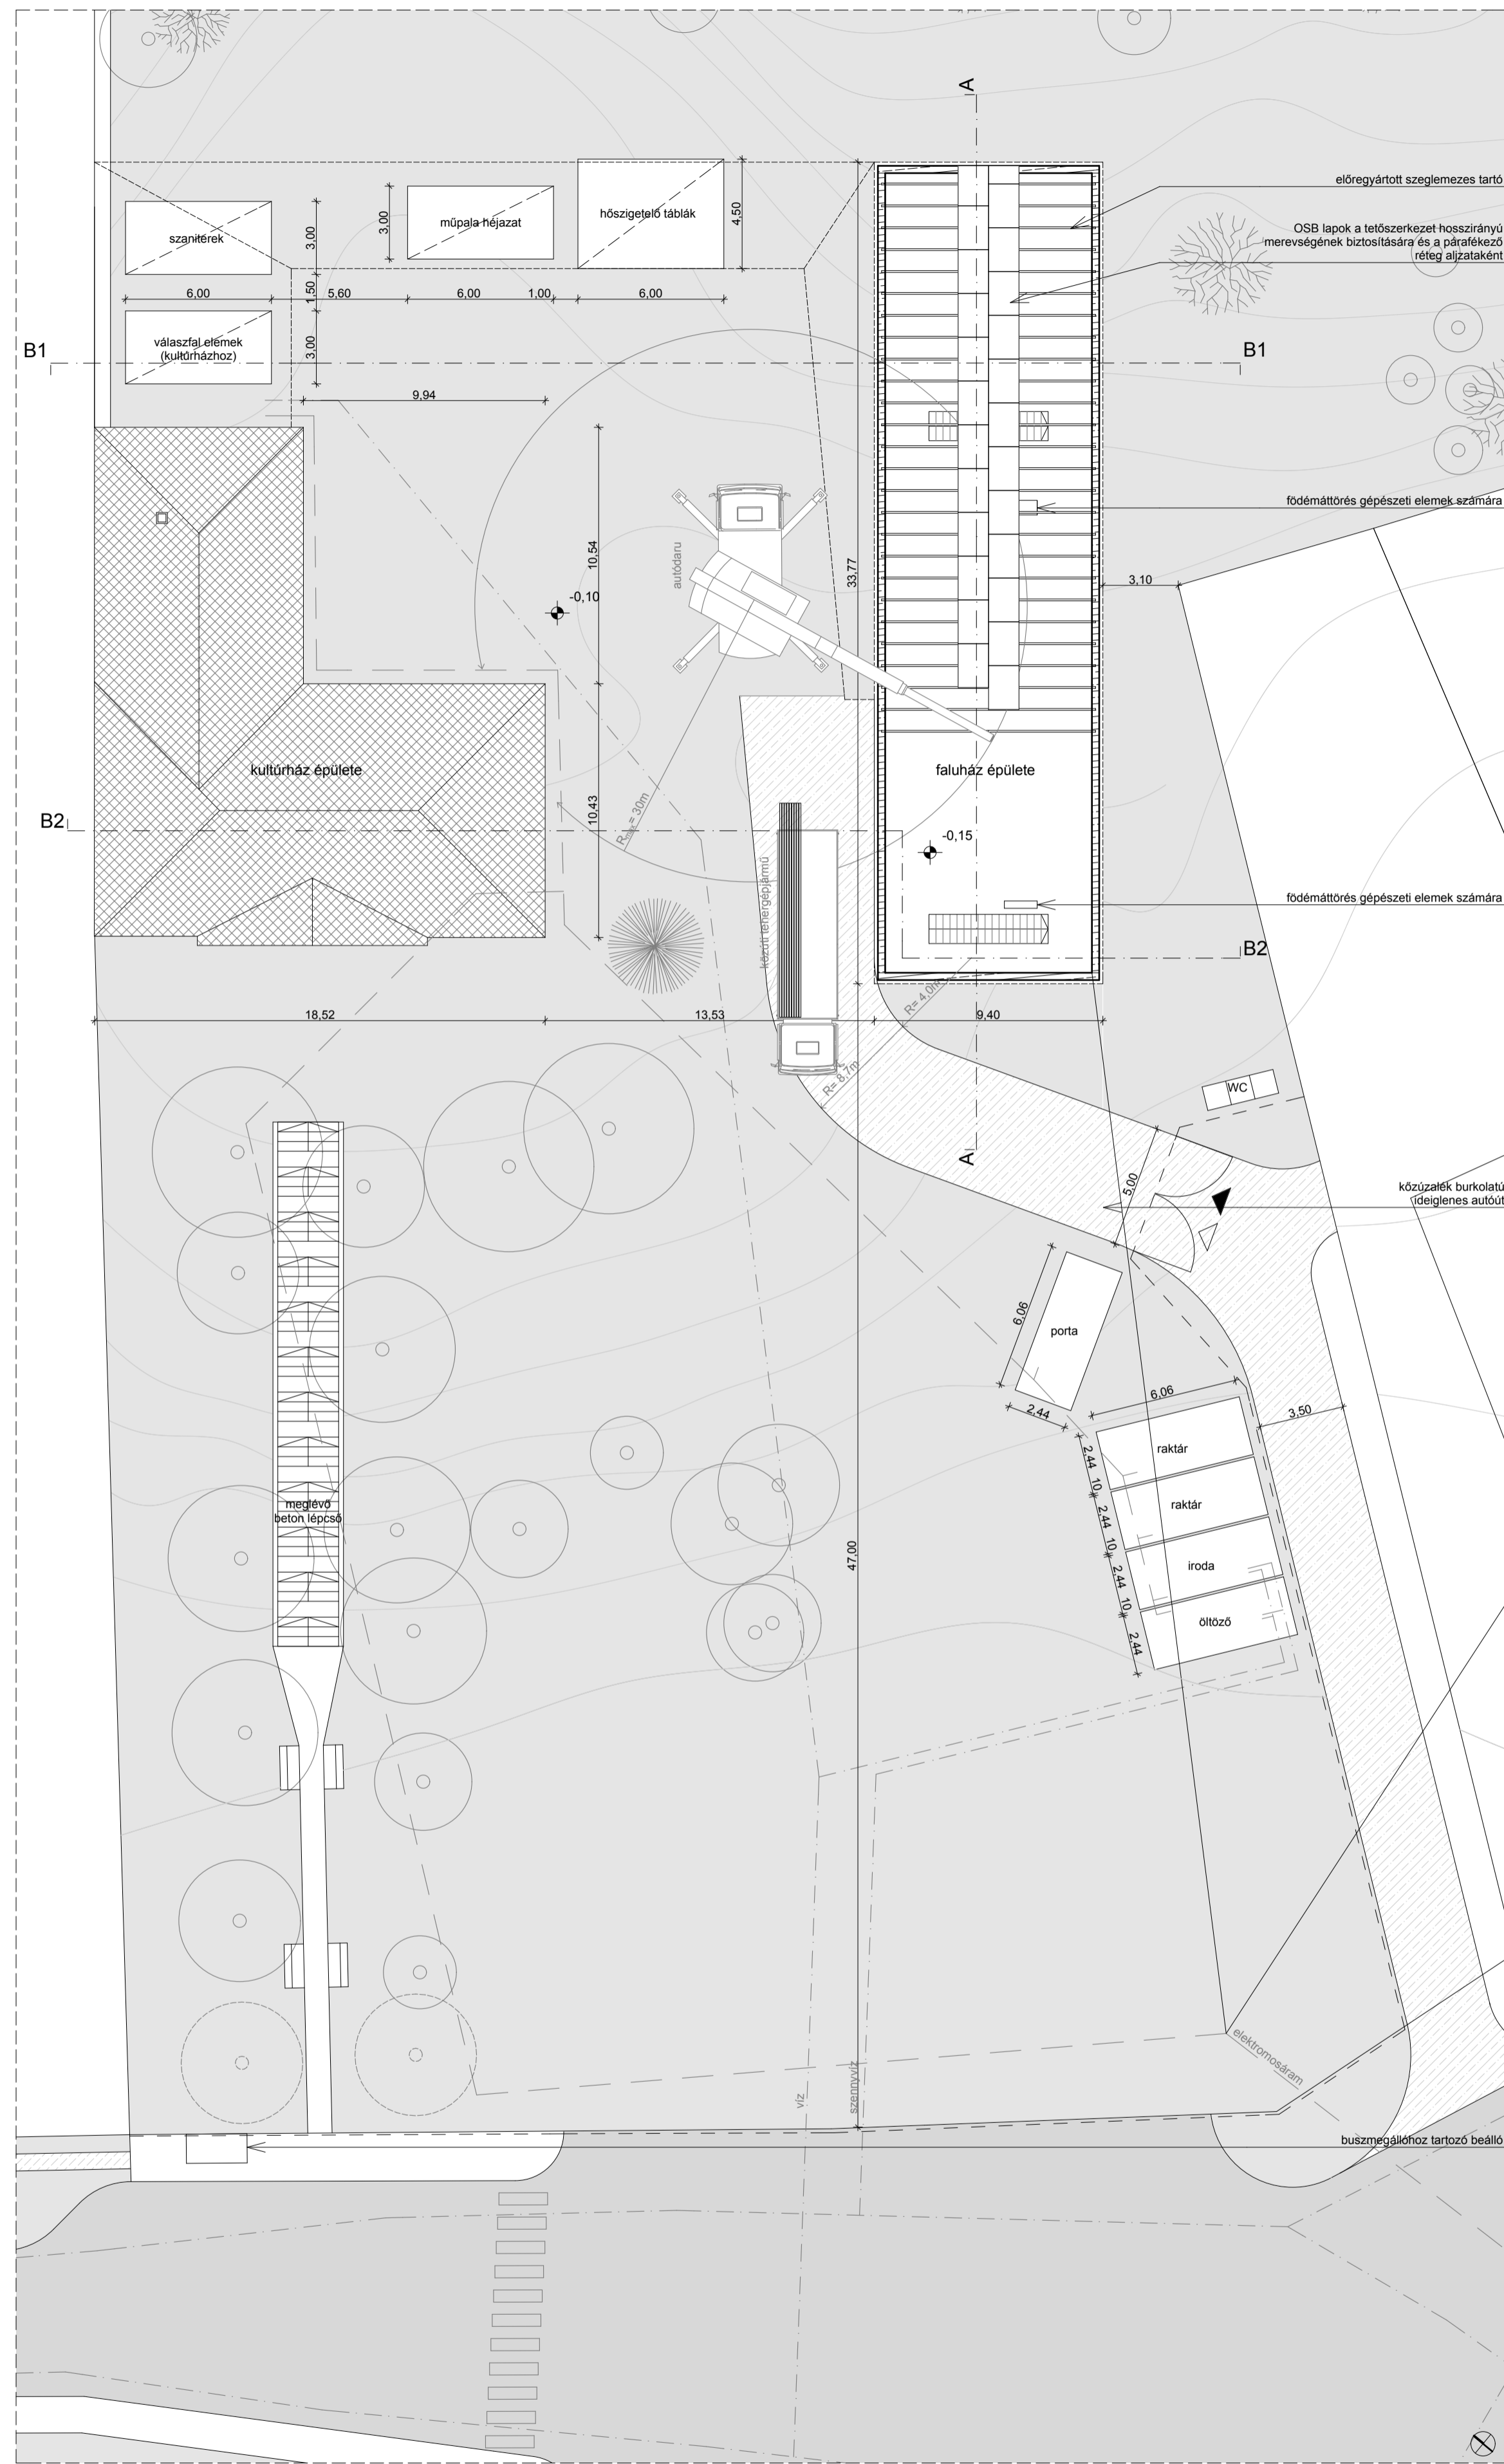 A
előregyártott szeglemezes tartó
OSB lapok a tetőszerkezet hosszirányú
merevségének biztosítására és a párafékező
réteg aljzataként
szaniterek
3,00
3,00
műpala héjazat
hőszigetelő táblák
4,50
6,00
1,50
5,60
6,00
1,00
6,00
válaszfal elemek
(kultúrházhoz)
3,00
B1
B1
9,94
födémáttörés gépészeti elemek számára
autódaru
10,54
33,77
3,10
-0,10
kultúrház épülete
faluház épülete
10,43
Rmax= 30m
B2
-0,15
közúti tehergépjármű
födémáttörés gépészeti elemek számára
B2
R= 4,0m
18,52
13,53
9,40
R= 8,7m
WC
A
5,00
kőzúzalék burkolatú
ideiglenes autóút
6,06
porta
2,44
6,06
3,50
raktár
2,44
10
raktár
2,44
10
iroda
2,44
10
öltöző
2,44
meglévő
beton lépcső
47,00
elektromosáram
víz
szennyvíz
buszmegállóhoz tartozó beálló